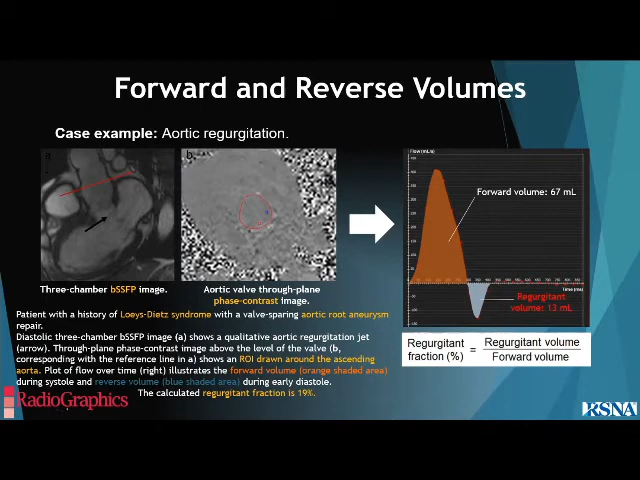 Forward and Reverse Volumes
Case example: Aortic regurgitation.
a
b
Flow (mL/s)
Forward volume: 67 mL
Time (ms)
Regurgitant
volume: 13 mL
Three-chamber bSSFP image.
Aortic valve through-plane
phase-contrast image.
Regurgitant
fraction (%)
=
Regurgitant volume
Forward volume
Patient with a history of Loeys-Dietz syndrome with a valve-sparing aortic root aneurysm
repair.
Diastolic three-chamber bSSFP image (a) shows a qualitative aortic regurgitation jet
(arrow). Through-plane phase-contrast image above the level of the valve (b,
corresponding with the reference line in a) shows an ROI drawn around the ascending
aorta. Plot of flow over time (right) illustrates the forward volume (orange shaded area)
during systole and reverse volume (blue shaded area) during early diastole.
The calculated regurgitant fraction is 19%.
RadioGraphics
RSNA